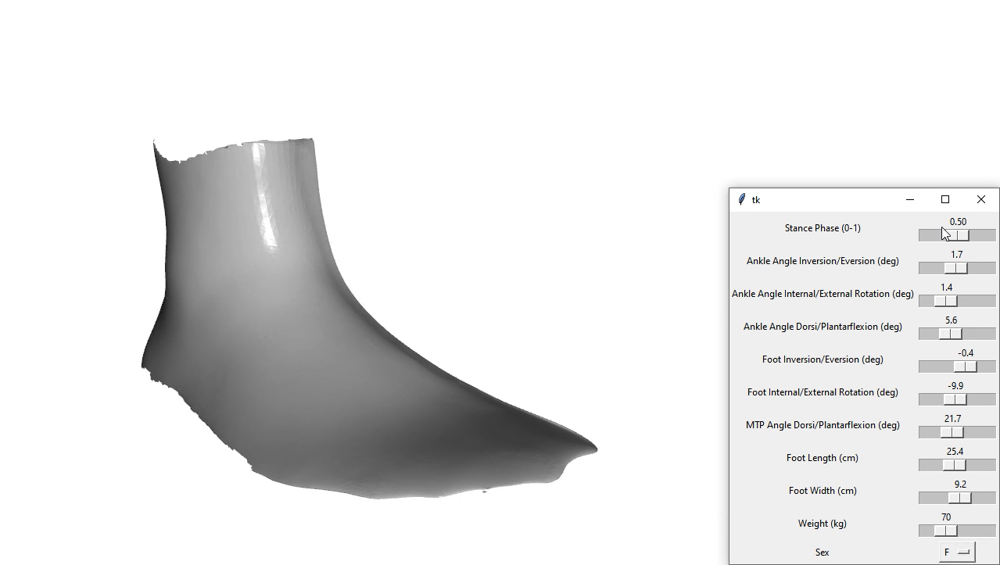 tk
Stance Phase (0-1) 0.50
Ankle Angle Inversion/Eversion (deg) 1.7
Ankle Angle Internal/External Rotation (deg) 1.4
Ankle Angle Dorsi/Plantarflexion (deg) 5.6
Foot Inversion/Eversion (deg) -0.4
Foot Internal/External Rotation (deg) -9.9
MTP Angle Dorsi/Plantarflexion (deg) 21.7
Foot Length (cm) 25.4
Foot Width (cm) 9.2
Weight (kg) 70
Sex F